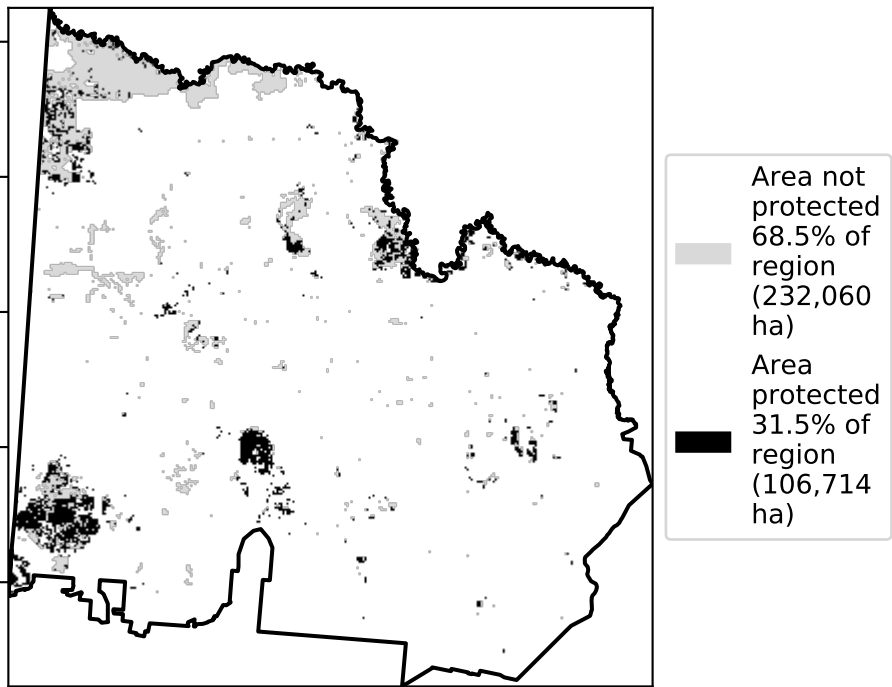 Area not
protected
68.5% of
region
(232,060
ha)
Area
protected
31.5% of
region
(106,714
ha)